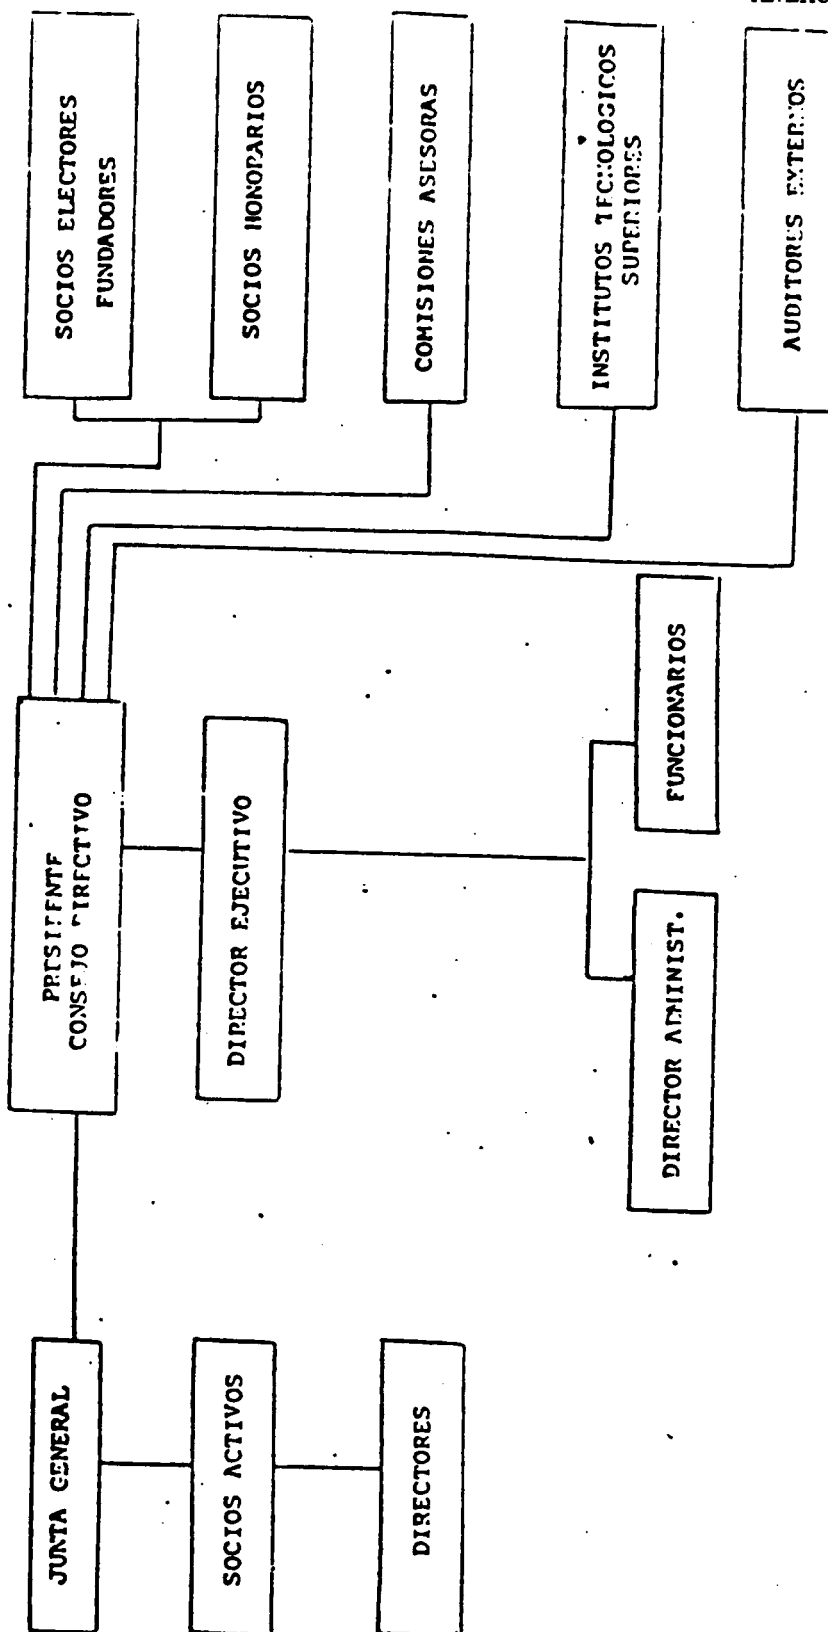 JUNTA GENERAL
SOCIOS ACTIVOS
DIRECTORES
PRESIDENTE
CONSEJO DIRECTIVO
DIRECTOR EJECUTIVO
DIRECTOR ADMINIST.
FUNCIONARIOS
SOCIOS ELECTORES
FUNDADORES
SOCIOS HONORARIOS
COMISIONES ASESORAS
INSTITUTOS TECNOLOGICOS
SUPERIORES
AUDITORES EXTERNOS